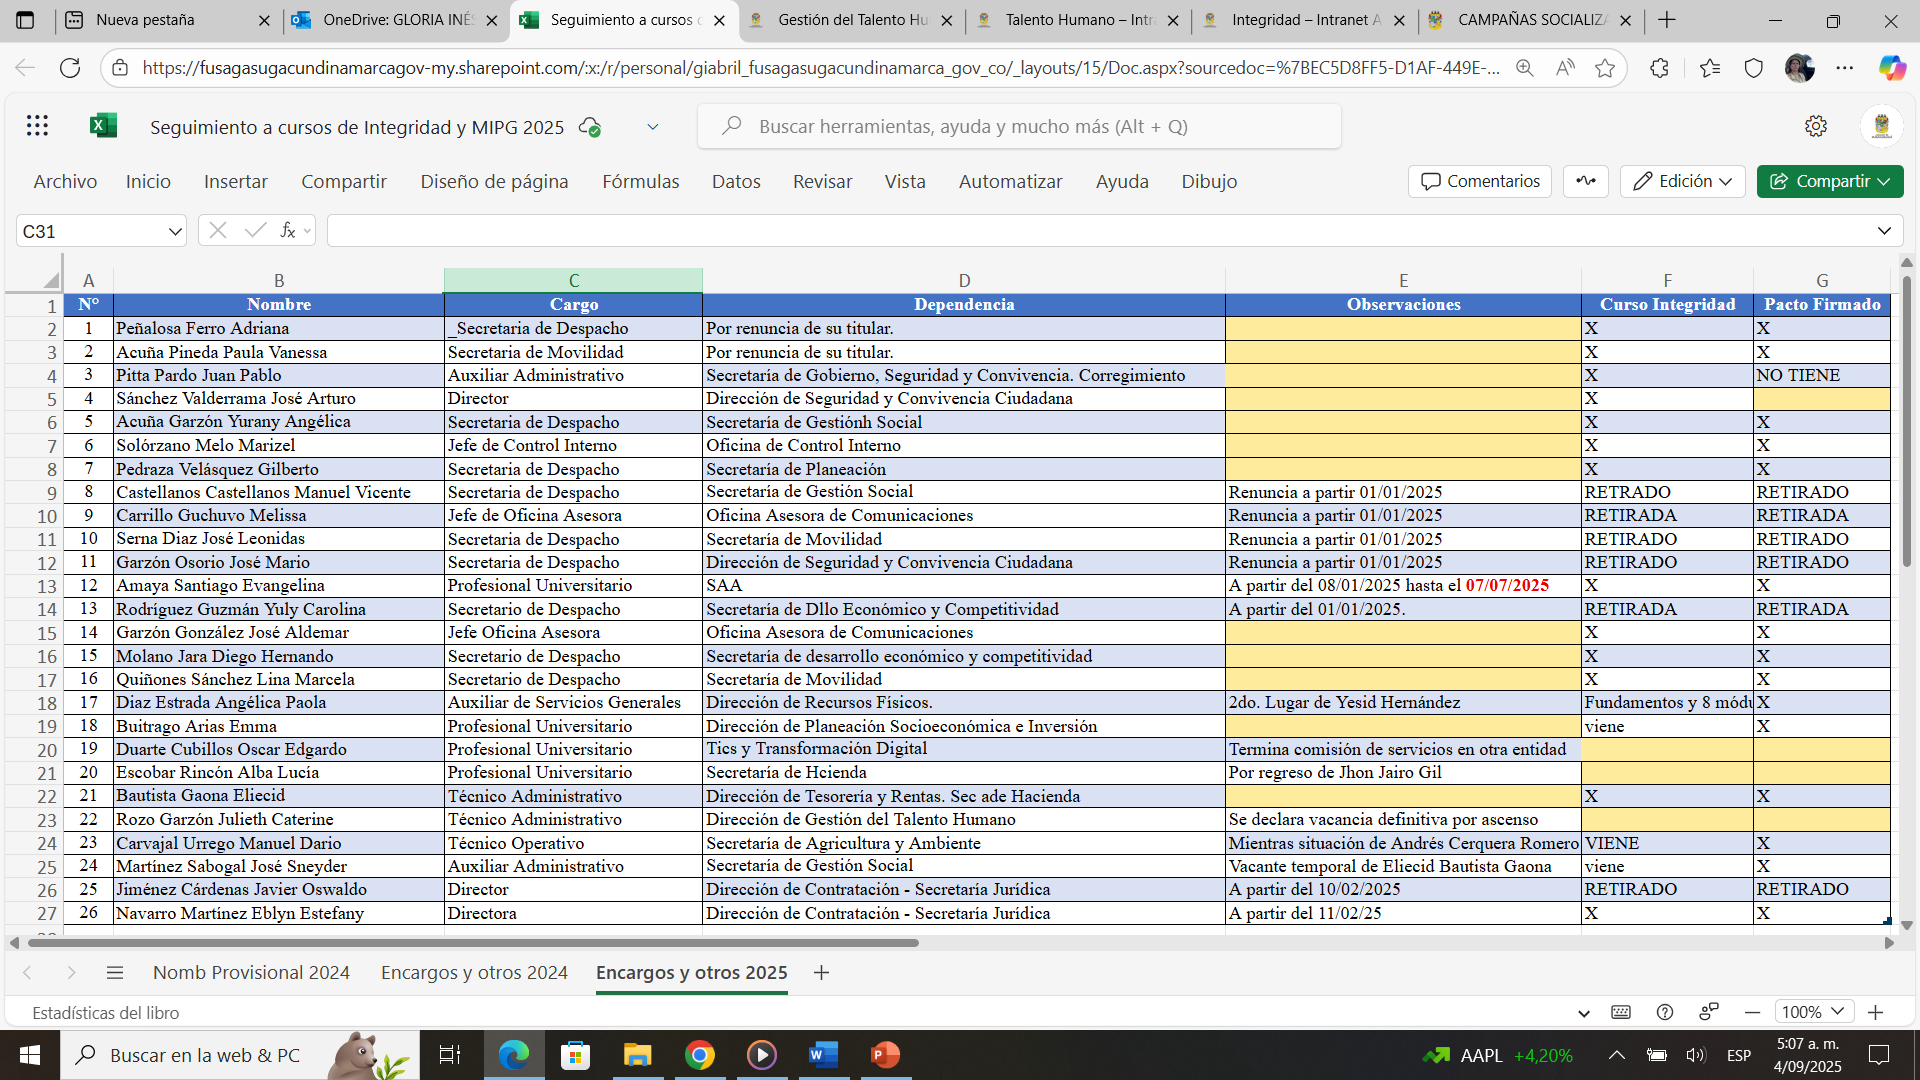 Nueva pestaña
OneDrive: GLORIA INÉS
Seguimiento a cursos
Gestión del Talento Hu
Talento Humano – Intra
Integridad – Intranet A
CAMPAÑAS SOCIALIZA
https://fusagasugacundinamarcagov-my.sharepoint.com/:x:/r/personal/giabril_fusagasugacundinamarca_gov_co/_layouts/15/Doc.aspx?sourcedoc=%7BEC5D8FF5-D1AF-449E-...
Seguimiento a cursos de Integridad y MIPG 2025
Buscar herramientas, ayuda y mucho más (Alt + Q)
Archivo Inicio Insertar Compartir Diseño de página Fórmulas Datos Revisar Vista Automatizar Ayuda Dibujo
Comentarios Edición Compartir
C31 fx
A B C D E F G
1 N° Nombre Cargo Dependencia Observaciones Curso Integridad Pacto Firmado
2 1 Peñalosa Ferro Adriana _Secretaria de Despacho Por renuncia de su titular. X X
3 2 Acuña Pineda Paula Vanessa Secretaria de Movilidad Por renuncia de su titular. X X
4 3 Pitta Pardo Juan Pablo Auxiliar Administrativo Secretaría de Gobierno, Seguridad y Convivencia. Corregimiento X NO TIENE
5 4 Sánchez Valderrama José Arturo Director Dirección de Seguridad y Convivencia Ciudadana X
6 5 Acuña Garzón Yurany Angélica Secretaria de Despacho Secretaría de Gestiónh Social X X
7 6 Solórzano Melo Marizel Jefe de Control Interno Oficina de Control Interno X X
8 7 Pedraza Velásquez Gilberto Secretaria de Despacho Secretaría de Planeación X X
9 8 Castellanos Castellanos Manuel Vicente Secretaria de Despacho Secretaría de Gestión Social Renuncia a partir 01/01/2025 RETRADO RETIRADO
10 9 Carrillo Guchuvo Melissa Jefe de Oficina Asesora Oficina Asesora de Comunicaciones Renuncia a partir 01/01/2025 RETIRADA RETIRADA
11 10 Serna Diaz José Leonidas Secretaria de Despacho Secretaría de Movilidad Renuncia a partir 01/01/2025 RETIRADO RETIRADO
12 11 Garzón Osorio José Mario Secretaria de Despacho Dirección de Seguridad y Convivencia Ciudadana Renuncia a partir 01/01/2025 RETIRADO RETIRADO
13 12 Amaya Santiago Evangelina Profesional Universitario SAA A partir del 08/01/2025 hasta el 07/07/2025 X X
14 13 Rodríguez Guzmán Yuly Carolina Secretario de Despacho Secretaría de Dllo Económico y Competitividad A partir del 01/01/2025. RETIRADA RETIRADA
15 14 Garzón González José Aldemar Jefe Oficina Asesora Oficina Asesora de Comunicaciones X X
16 15 Molano Jara Diego Hernando Secretario de Despacho Secretaría de desarrollo económico y competitividad X X
17 16 Quiñones Sánchez Lina Marcela Secretario de Despacho Secretaría de Movilidad X X
18 17 Diaz Estrada Angélica Paola Auxiliar de Servicios Generales Dirección de Recursos Físicos. 2do. Lugar de Yesid Hernández Fundamentos y 8 módu X
19 18 Buitrago Arias Emma Profesional Universitario Dirección de Planeación Socioeconómica e Inversión viene X
20 19 Duarte Cubillos Oscar Edgardo Profesional Universitario Tics y Transformación Digital Termina comisión de servicios en otra entidad
21 20 Escobar Rincón Alba Lucía Profesional Universitario Secretaría de Hcienda Por regreso de Jhon Jairo Gil
22 21 Bautista Gaona Eliecid Técnico Administrativo Dirección de Tesorería y Rentas. Sec ade Hacienda X X
23 22 Rozo Garzón Julieth Caterine Técnico Administrativo Dirección de Gestión del Talento Humano Se declara vacancia definitiva por ascenso
24 23 Carvajal Urrego Manuel Dario Técnico Operativo Secretaría de Agricultura y Ambiente Mientras situación de Andrés Cerquera Romero VIENE X
25 24 Martínez Sabogal José Sneyder Auxiliar Administrativo Secretaría de Gestión Social Vacante temporal de Eliecid Bautista Gaona viene X
26 25 Jiménez Cárdenas Javier Oswaldo Director Dirección de Contratación - Secretaría Jurídica A partir del 10/02/2025 RETIRADO RETIRADO
27 26 Navarro Martínez Eblyn Estefany Directora Dirección de Contratación - Secretaría Jurídica A partir del 11/02/25 X X
Nomb Provisional 2024 Encargos y otros 2024 Encargos y otros 2025
Estadísticas del libro 100%
Buscar en la web & PC
AAPL +4,20% ESP
5:07 a. m.
4/09/2025